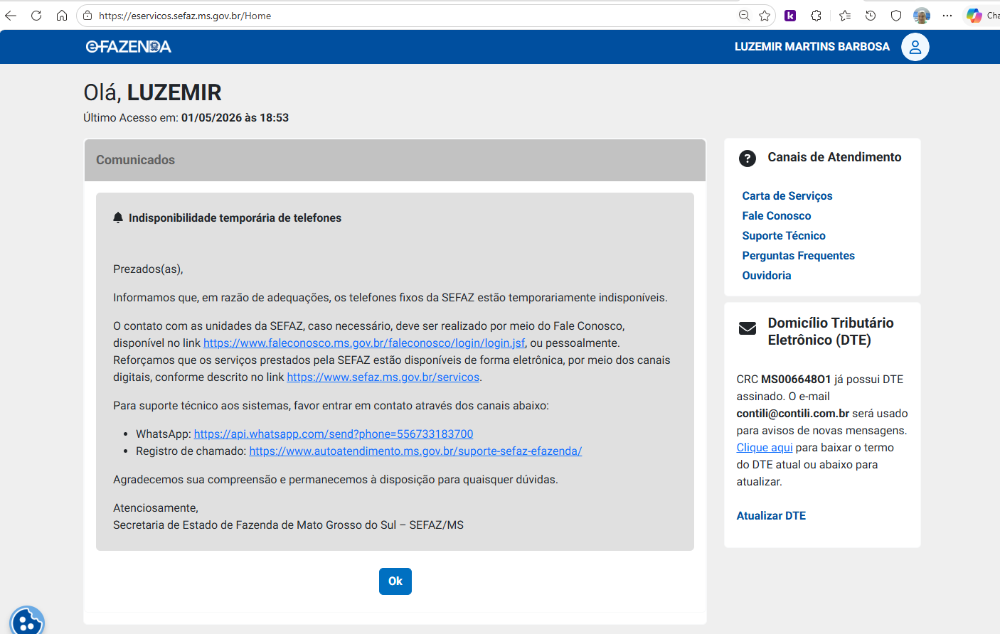 https://eservicos.sefaz.ms.gov.br/Home
k
Cha
e-FAZENDA
LUZEMIR MARTINS BARBOSA
Olá, LUZEMIR
Último Acesso em: 01/05/2026 às 18:53
Comunicados
Indisponibilidade temporária de telefones
Prezados(as),
Informamos que, em razão de adequações, os telefones fixos da SEFAZ estão temporariamente indisponíveis.
O contato com as unidades da SEFAZ, caso necessário, deve ser realizado por meio do Fale Conosco,
disponível no link https://www.faleconosco.ms.gov.br/faleconosco/login/login.jsf, ou pessoalmente.
Reforçamos que os serviços prestados pela SEFAZ estão disponíveis de forma eletrônica, por meio dos canais
digitais, conforme descrito no link https://www.sefaz.ms.gov.br/servicos.
Para suporte técnico aos sistemas, favor entrar em contato através dos canais abaixo:
• WhatsApp: https://api.whatsapp.com/send?phone=556733183700
• Registro de chamado: https://www.autoatendimento.ms.gov.br/suporte-sefaz-efazenda/
Agradecemos sua compreensão e permanecemos à disposição para quaisquer dúvidas.
Atenciosamente,
Secretaria de Estado de Fazenda de Mato Grosso do Sul – SEFAZ/MS
Ok
Canais de Atendimento
Carta de Serviços
Fale Conosco
Suporte Técnico
Perguntas Frequentes
Ouvidoria
Domicílio Tributário
Eletrônico (DTE)
CRC MS006648O1 já possui DTE
assinado. O e-mail
contili@contili.com.br será usado
para avisos de novas mensagens.
Clique aqui para baixar o termo
do DTE atual ou abaixo para
atualizar.
Atualizar DTE